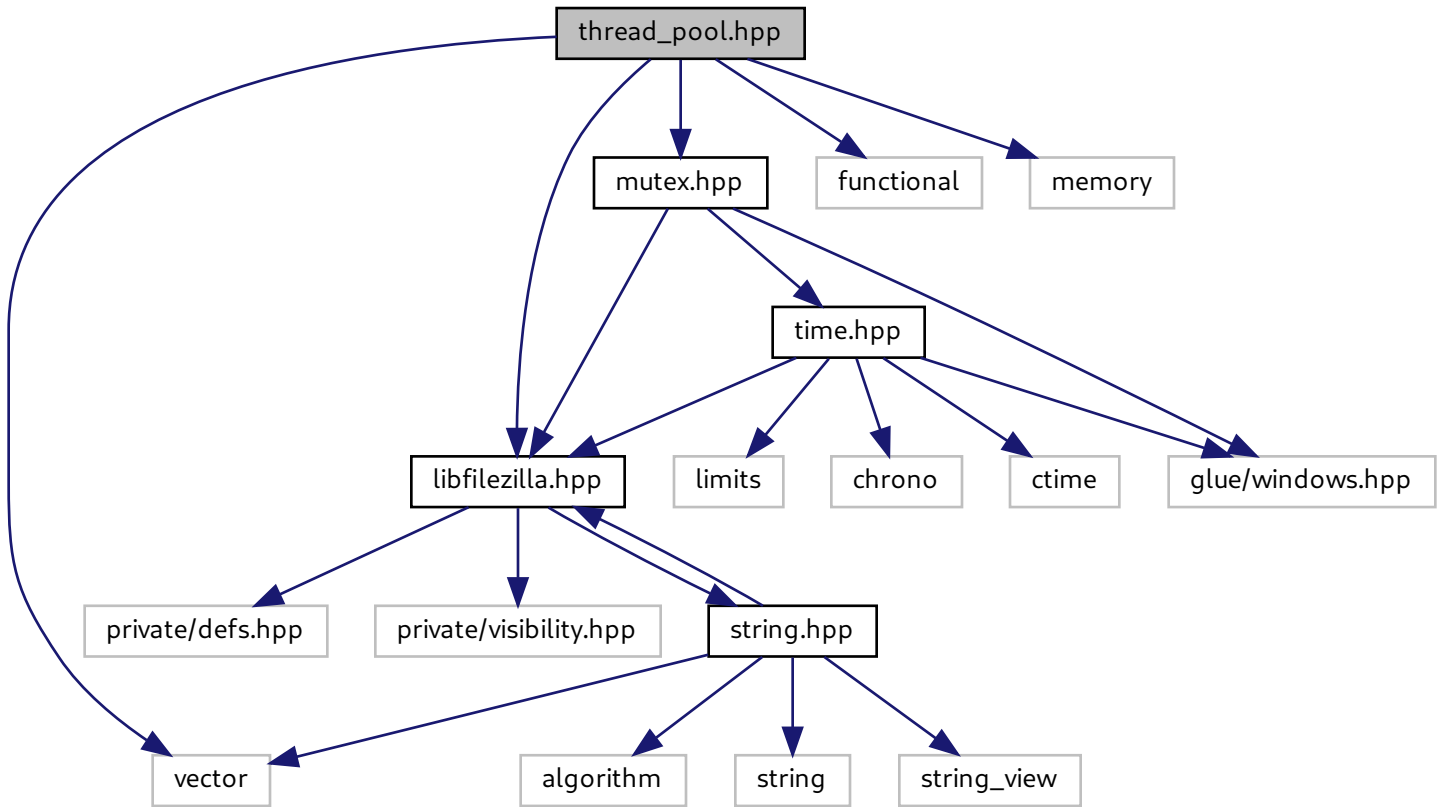 thread_pool.hpp
mutex.hpp
functional
memory
time.hpp
libfilezilla.hpp
limits
chrono
ctime
glue/windows.hpp
private/defs.hpp
private/visibility.hpp
string.hpp
vector
algorithm
string
string_view